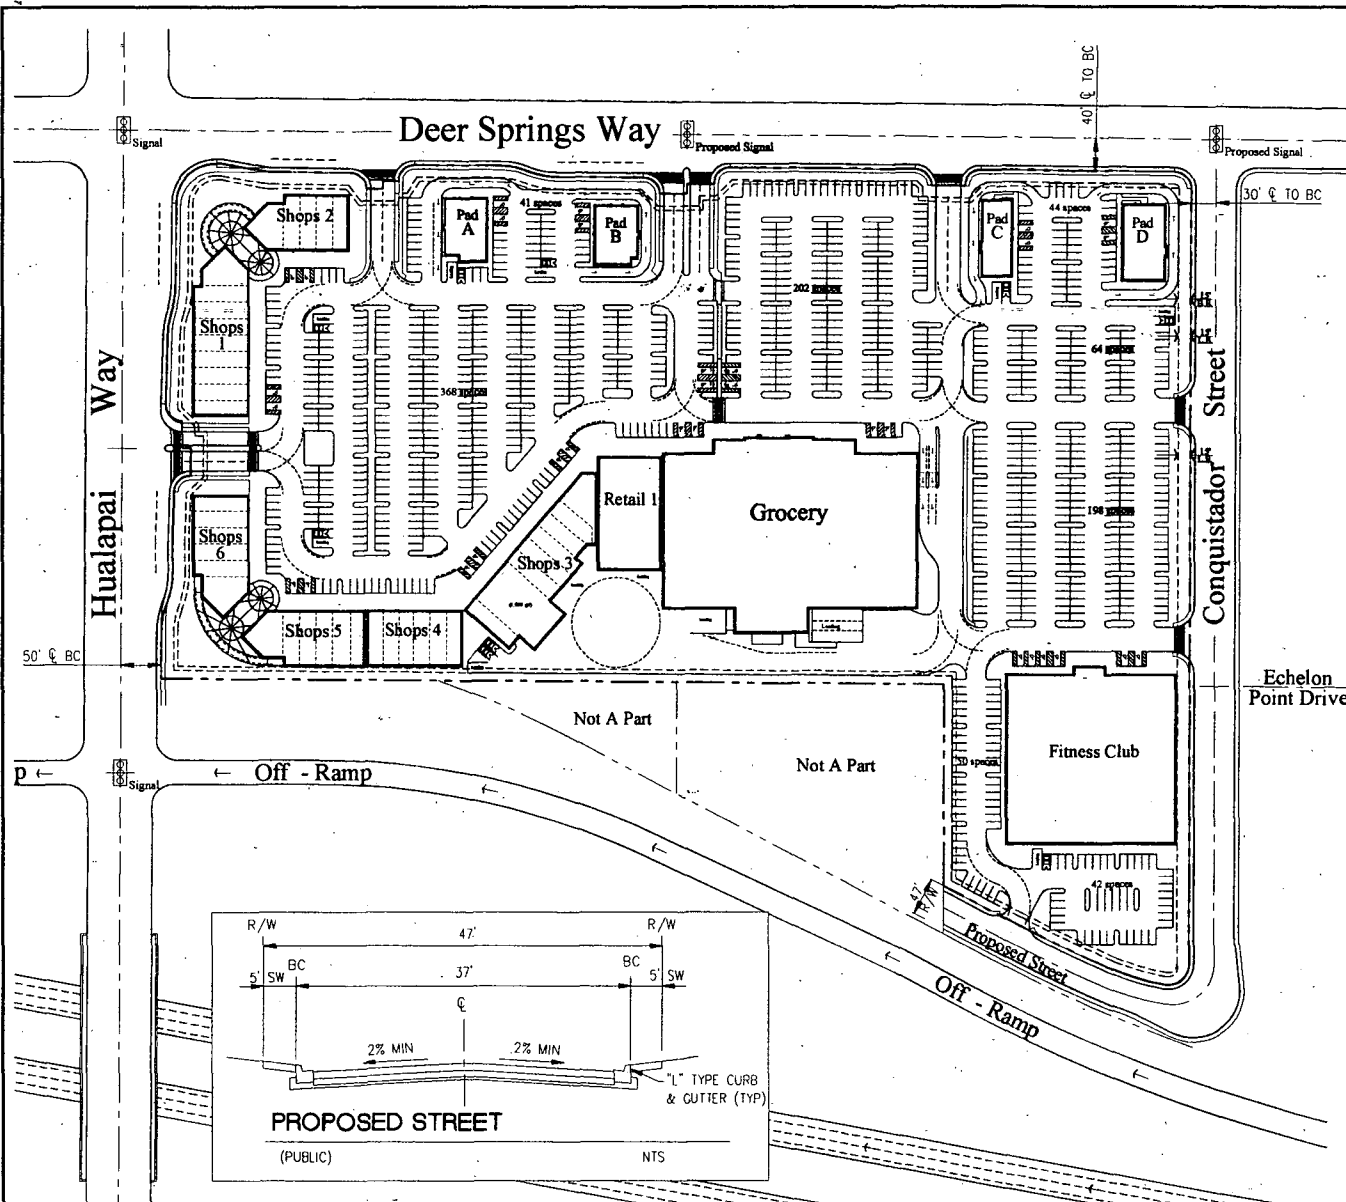 40' ℄ TO BC
Deer Springs Way
Signal
Proposed Signal
Proposed Signal
30' ℄ TO BC
Shops 2
Pad
A
41 spaces
Pad
B
Pad
C
44 spaces
Pad
D
202 spaces
Shops
1
64 spaces
368 spaces
Hualapai Way
Conquistador Street
Retail 1
Grocery
198 spaces
Shops
6
Shops 3
Shops 5
Shops 4
Loading
50' ℄ BC
Echelon
Point Drive
Not A Part
Not A Part
Fitness Club
50 spaces
p
Signal
Off - Ramp
42 spaces
47'
R/W
Proposed Street
Off - Ramp
R/W
R/W
47'
BC
BC
5' SW
37'
5' SW
℄
2% MIN
2% MIN
"L" TYPE CURB
& GUTTER (TYP)
PROPOSED STREET
(PUBLIC)
NTS